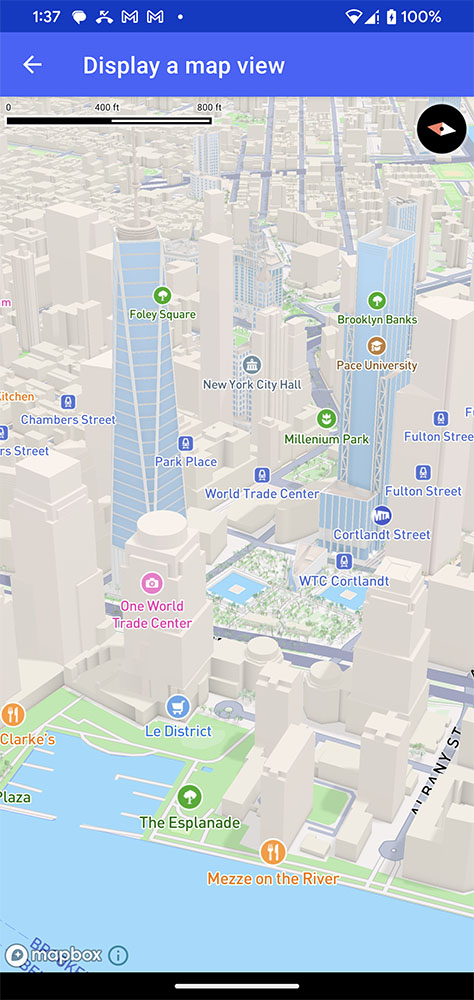 1:37
100%
Display a map view
0 400 ft 800 ft
Foley Square
Brooklyn Banks
Pace University
New York City Hall
Kitchen
Chambers Street
Millenium Park
Fulton Stree
rs Street
Park Place
World Trade Center
Fulton Street
MTA
Cortlandt Street
WTC Cortlandt
One World
Trade Center
Le District
Clarke's
ALBANY ST
Plaza
The Esplanade
Mezze on the River
mapbox